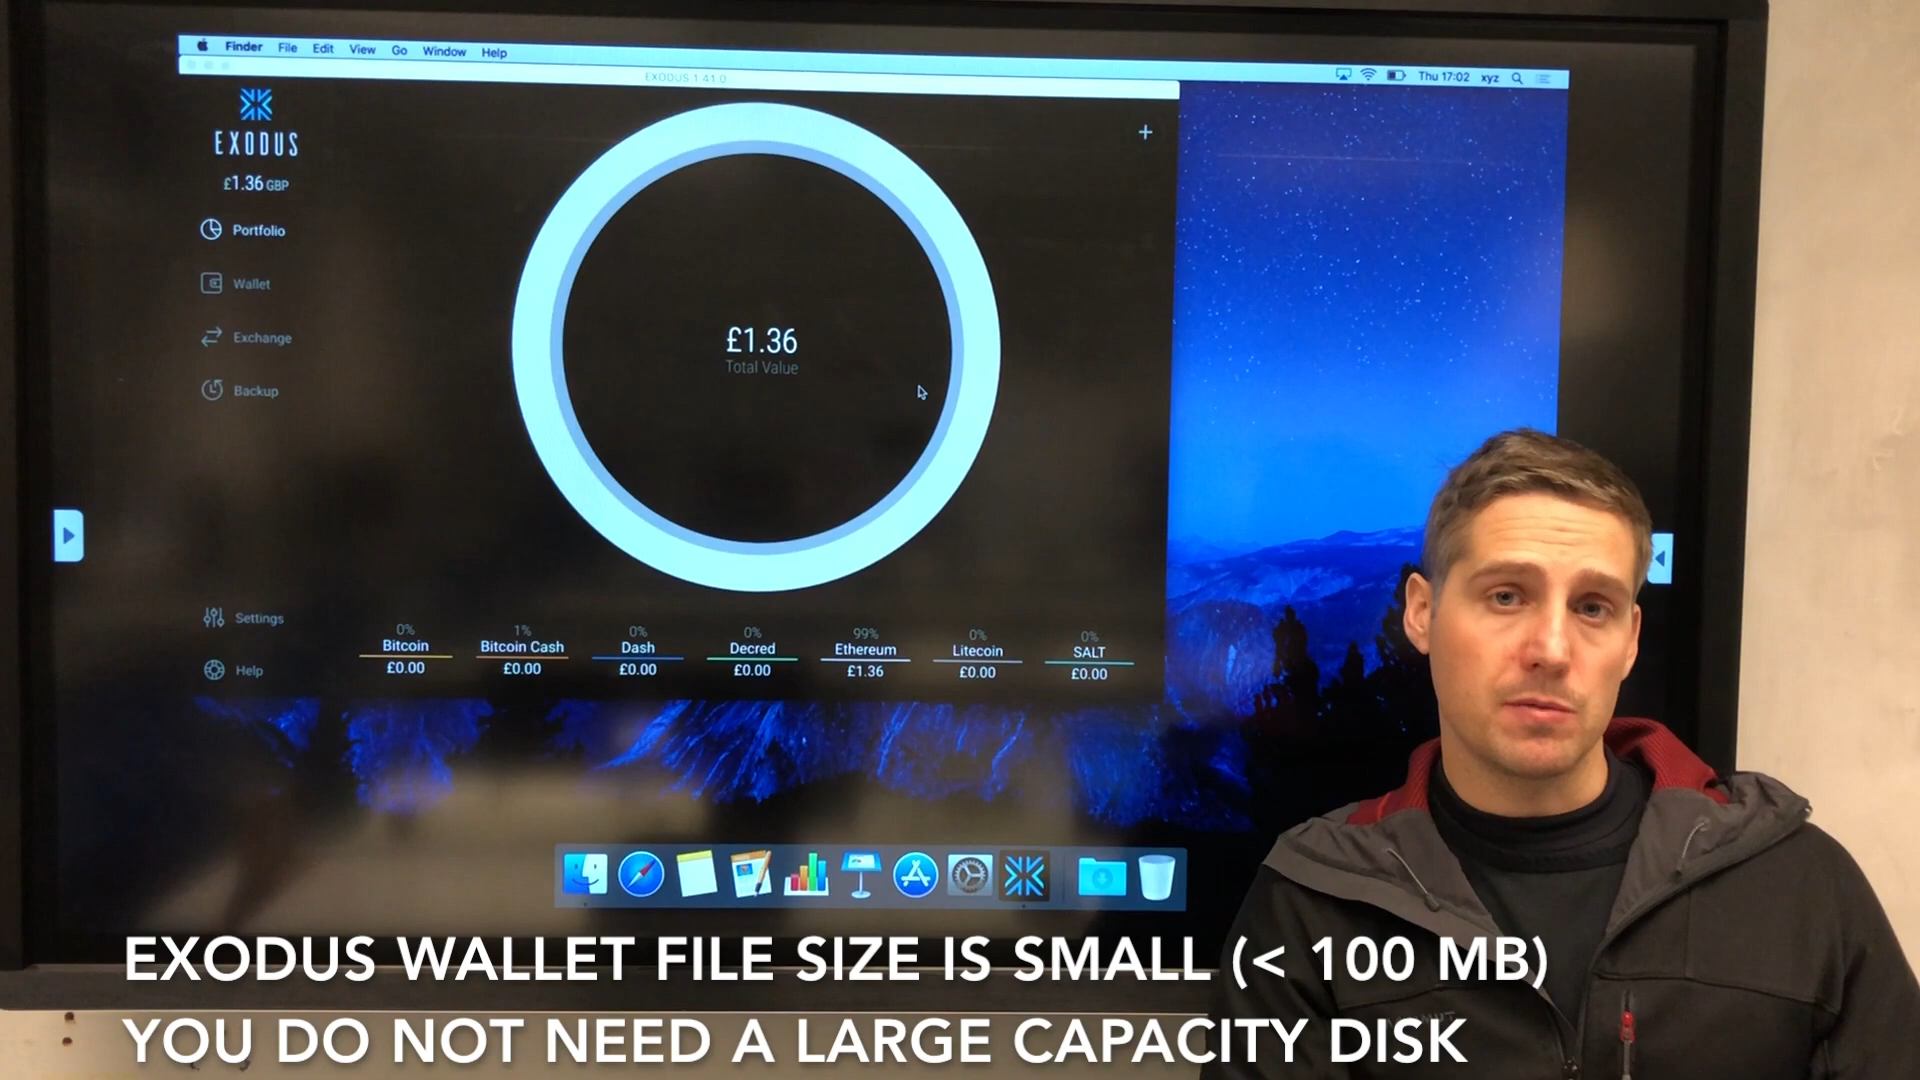 Finder File Edit View Go Window Help
Thu 17:02 xyz
EXODUS 1.41.0
EXODUS
£1.36 GBP
Portfolio
Wallet
Exchange
Backup
Settings
Help
£1.36
Total Value
0% 1% 0% 0% 99% 0% 0%
Bitcoin Bitcoin Cash Dash Decred Ethereum Litecoin SALT
£0.00 £0.00 £0.00 £0.00 £1.36 £0.00 £0.00
EXODUS WALLET FILE SIZE IS SMALL (< 100 MB)
YOU DO NOT NEED A LARGE CAPACITY DISK